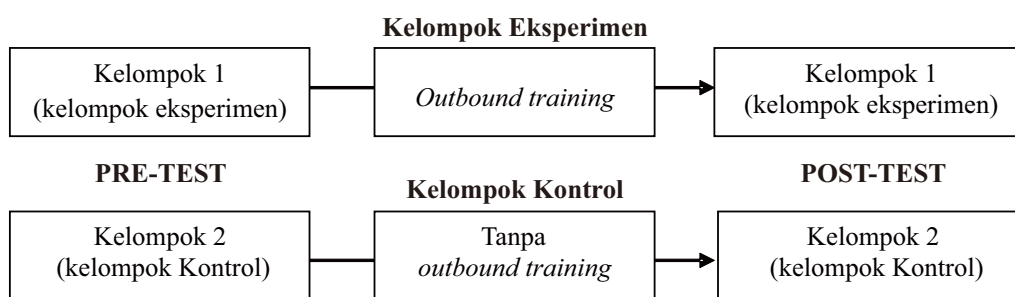 Kelompok Eksperimen
Kelompok 1
(kelompok eksperimen)
Outbound training
Kelompok 1
(kelompok eksperimen)
PRE-TEST
POST-TEST
Kelompok Kontrol
Kelompok 2
(kelompok Kontrol)
Tanpa
outbound training
Kelompok 2
(kelompok Kontrol)